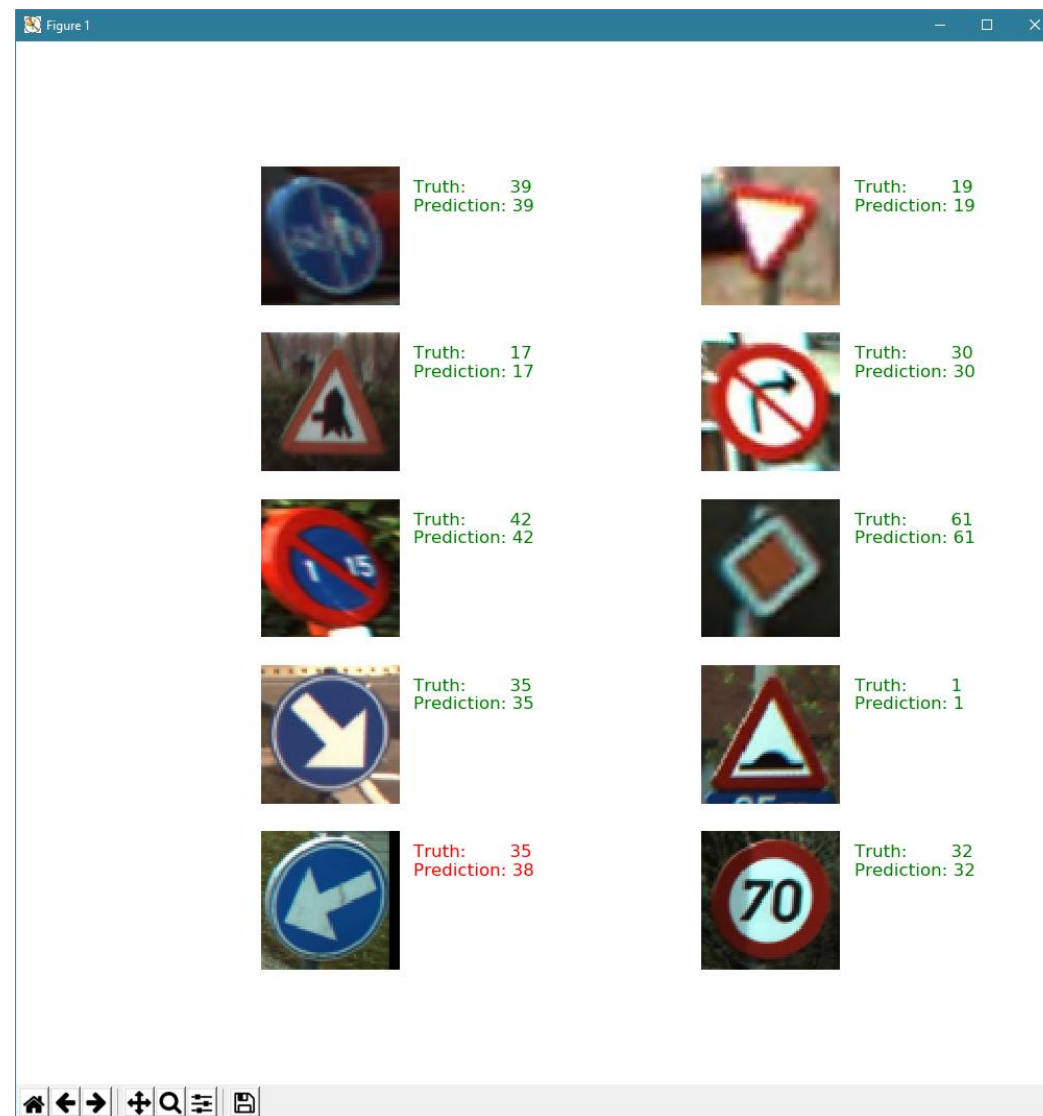 Figure 1
Truth: 39
Prediction: 39
Truth: 19
Prediction: 19
Truth: 17
Prediction: 17
Truth: 30
Prediction: 30
1 15
Truth: 42
Prediction: 42
Truth: 61
Prediction: 61
Truth: 35
Prediction: 35
Truth: 1
Prediction: 1
Truth: 35
Prediction: 38
70
Truth: 32
Prediction: 32